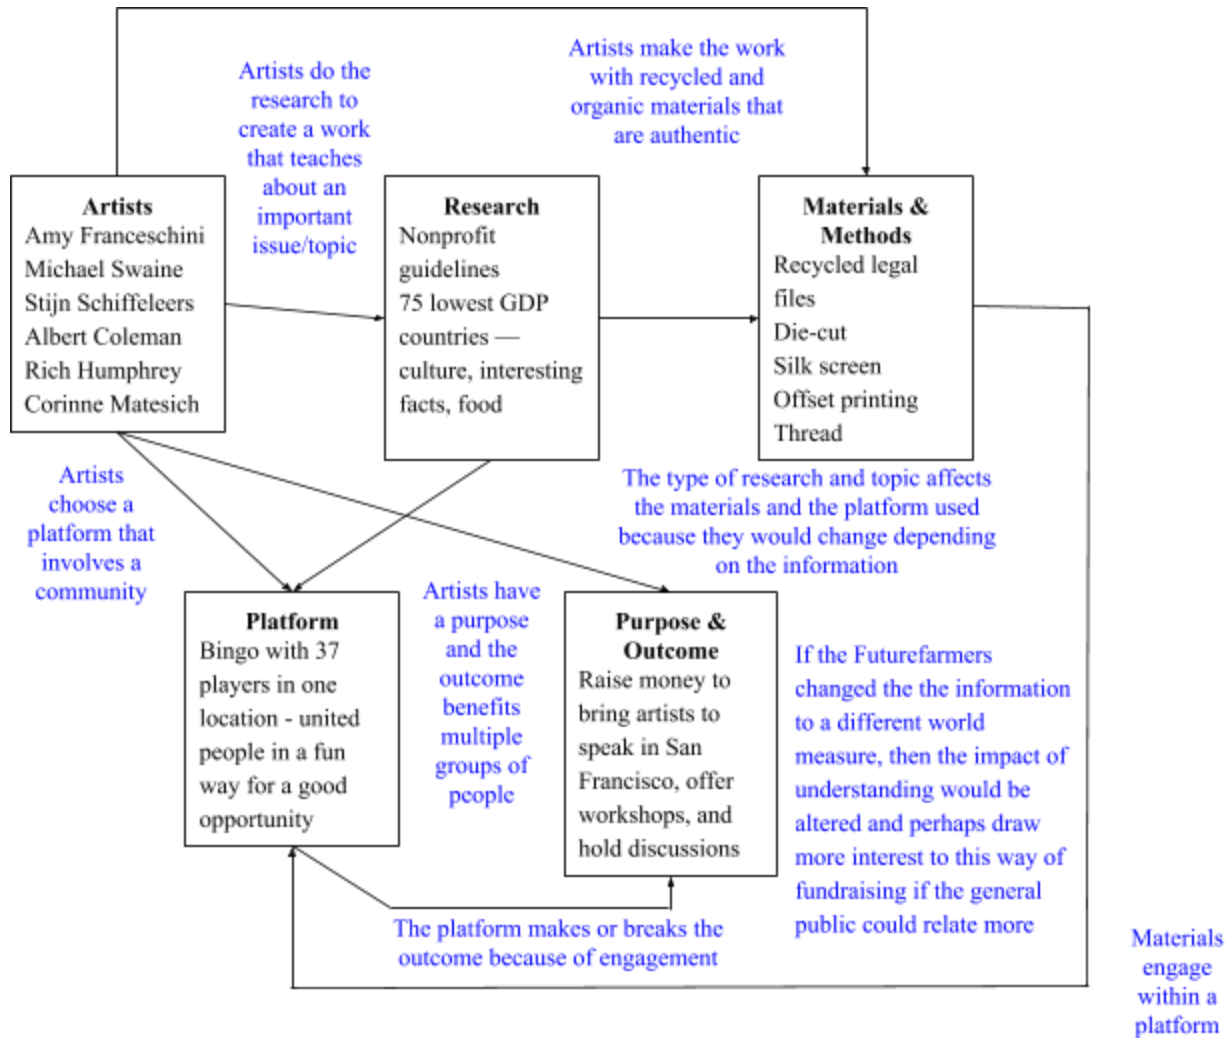 Artists make the work
with recycled and
organic materials that
are authentic
Artists do the
research to
create a work
that teaches
about an
important
issue/topic
Artists
Amy Franceschini
Michael Swaine
Stijn Schiffeleers
Albert Coleman
Rich Humphrey
Corinne Matesich
Research
Nonprofit
guidelines
75 lowest GDP
countries —
culture, interesting
facts, food
Materials &
Methods
Recycled legal
files
Die-cut
Silk screen
Offset printing
Thread
Artists
choose a
platform that
involves a
community
The type of research and topic affects
the materials and the platform used
because they would change depending
on the information
Platform
Bingo with 37
players in one
location - united
people in a fun
way for a good
opportunity
Artists have
a purpose
and the
outcome
benefits
multiple
groups of
people
Purpose &
Outcome
Raise money to
bring artists to
speak in San
Francisco, offer
workshops, and
hold discussions
If the Futurefarmers
changed the the information
to a different world
measure, then the impact of
understanding would be
altered and perhaps draw
more interest to this way of
fundraising if the general
public could relate more
The platform makes or breaks the
outcome because of engagement
Materials
engage
within a
platform